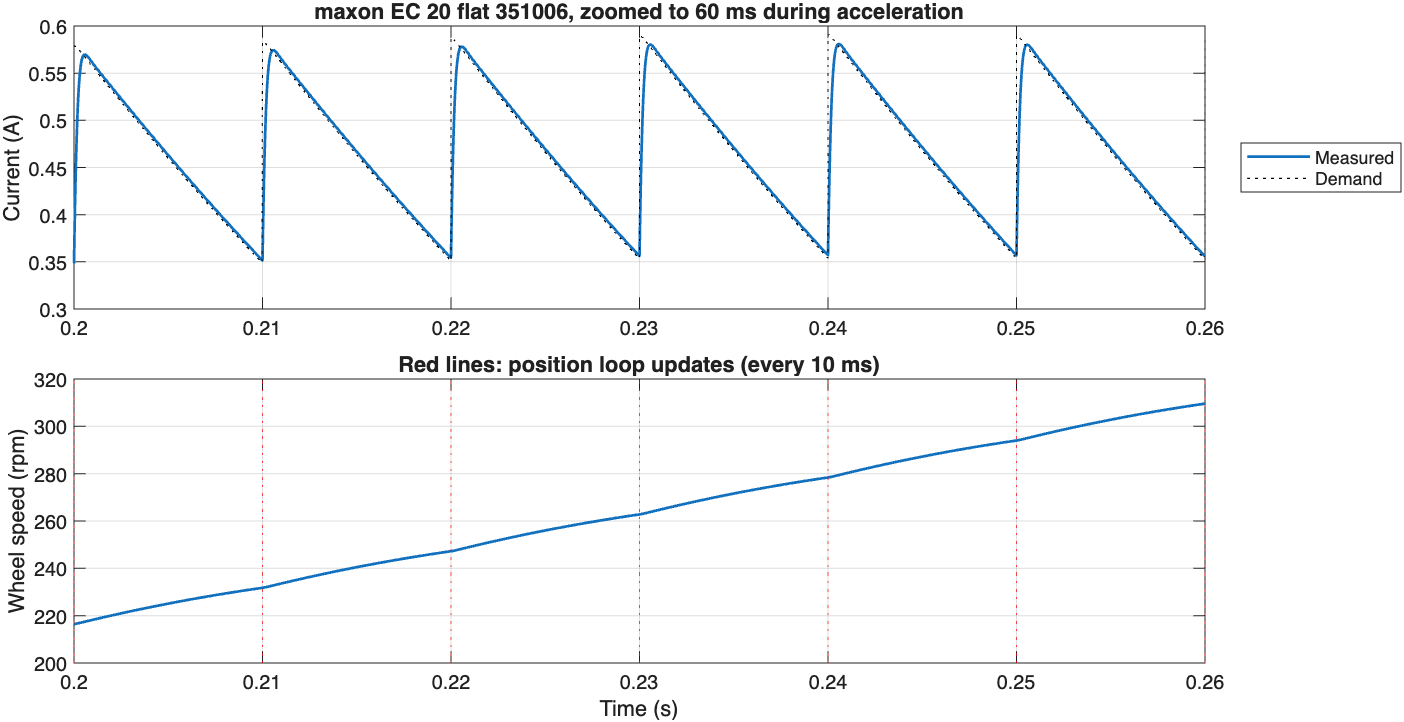 maxon EC 20 flat 351006, zoomed to 60 ms during acceleration
Current (A)
0.6
0.55
0.5
0.45
0.4
0.35
0.3
0.2 0.21 0.22 0.23 0.24 0.25 0.26
Measured
Demand
Red lines: position loop updates (every 10 ms)
Wheel speed (rpm)
320
300
280
260
240
220
200
0.2 0.21 0.22 0.23 0.24 0.25 0.26
Time (s)